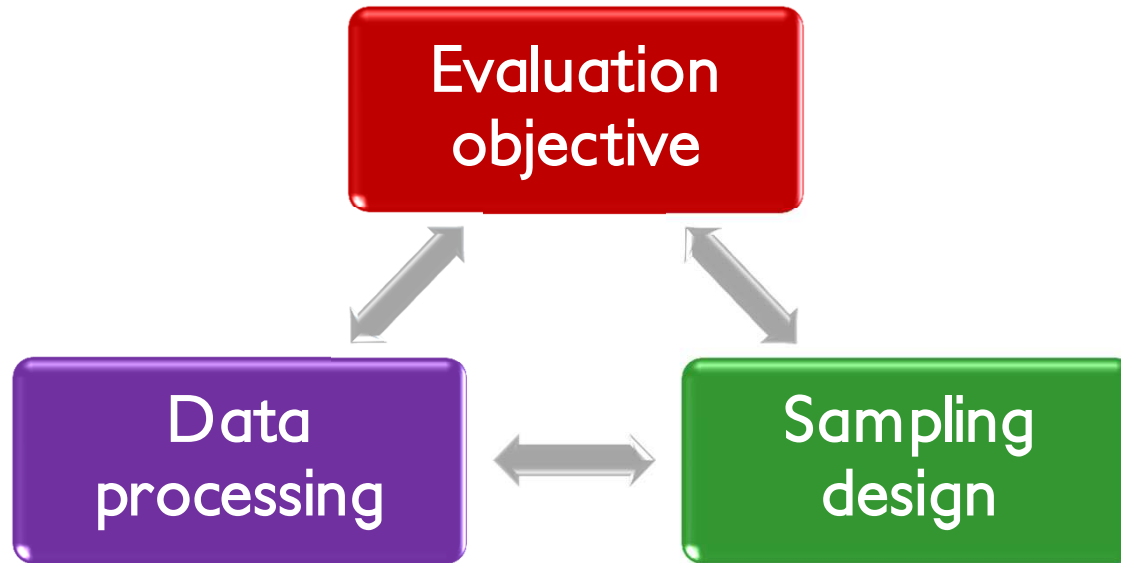 Evaluation
objective
Data
processing
Sampling
design